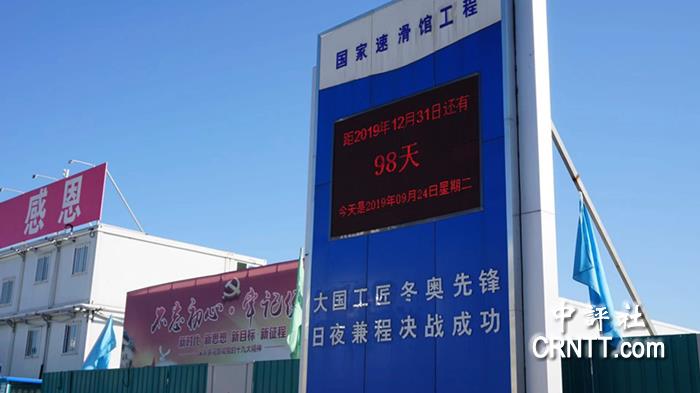 国家速滑馆工程
距2019年12月31日还有
98天
今天是2019年09月24日星期二
大国工匠冬奥先锋
日夜兼程决战成功
感恩
不忘初心·牢记使
新时代 新思想 新目标 新征程
中評社
CRNTT.com